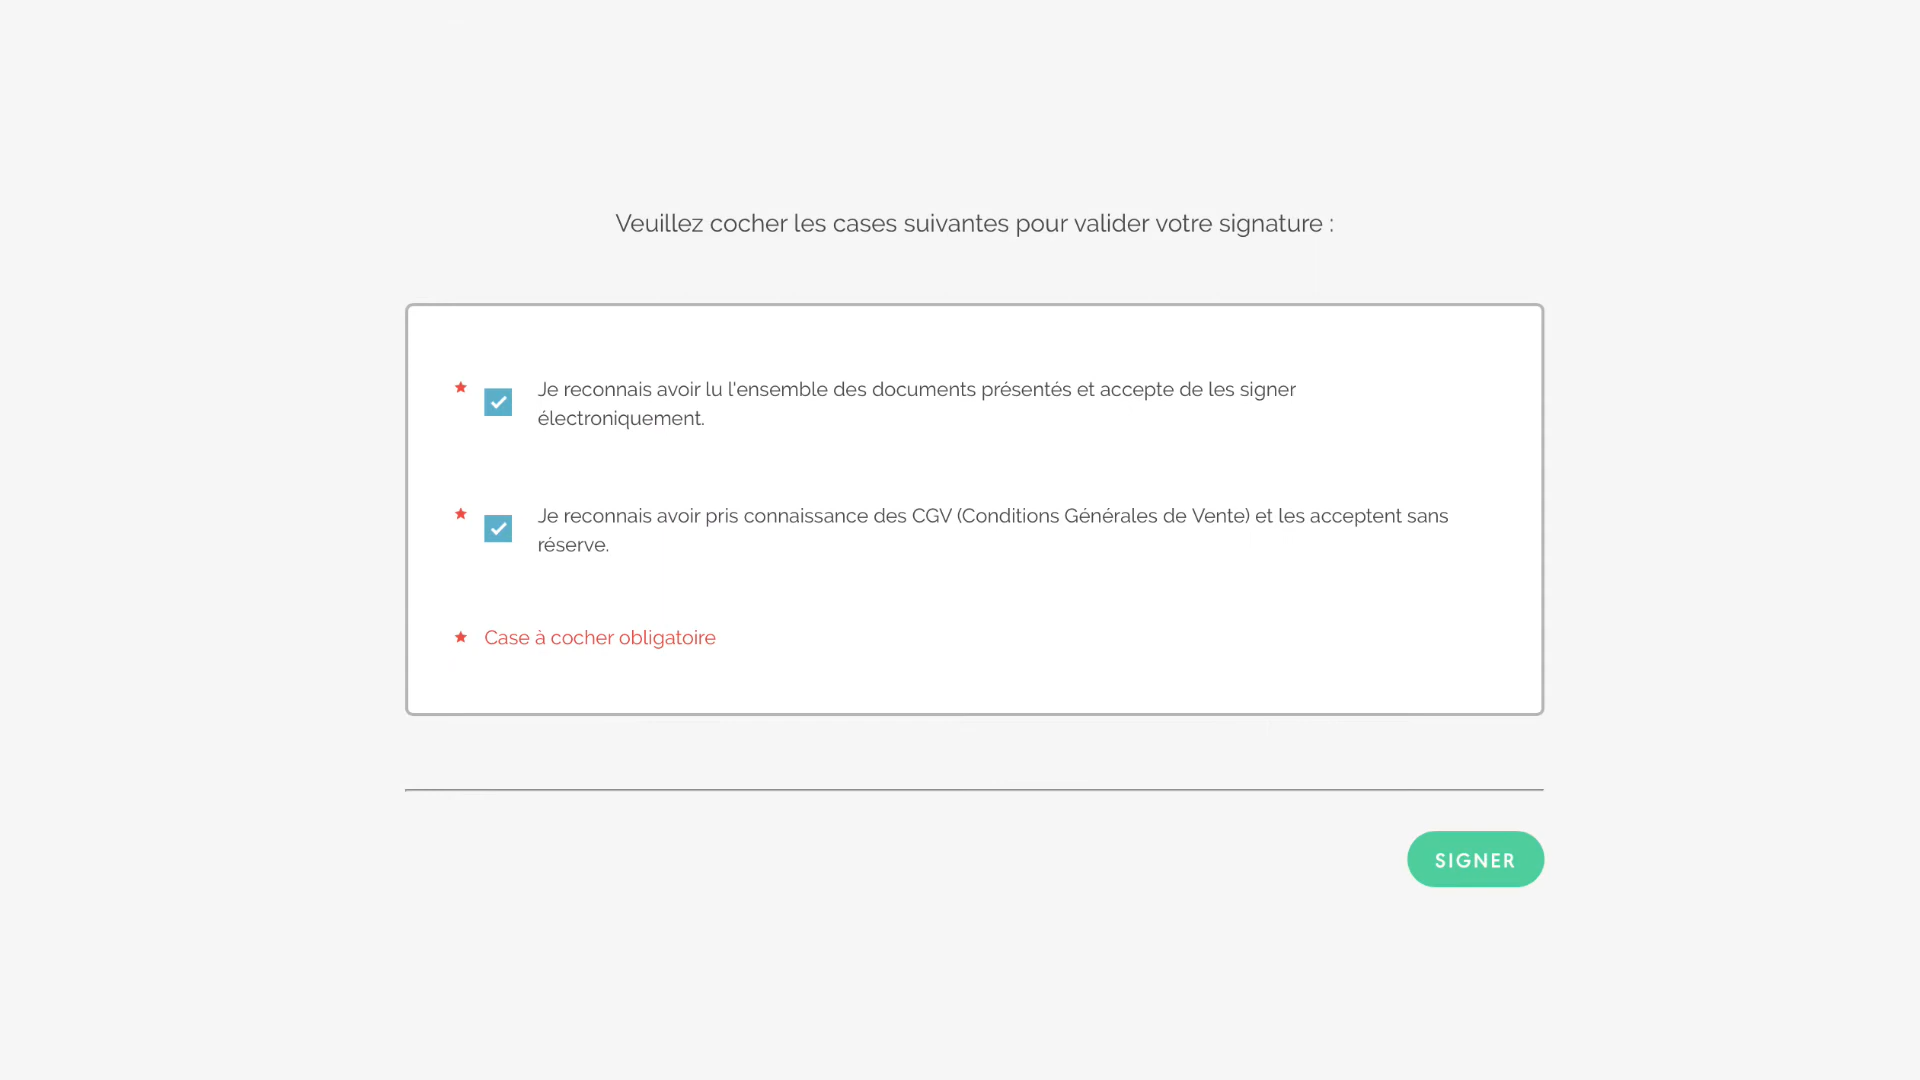 Veuillez cocher les cases suivantes pour valider votre signature :
Je reconnais avoir lu l'ensemble des documents présentés et accepte de les signer
électroniquement.
Je reconnais avoir pris connaissance des CGV (Conditions Générales de Vente) et les acceptent sans
réserve.
Case à cocher obligatoire
SIGNER